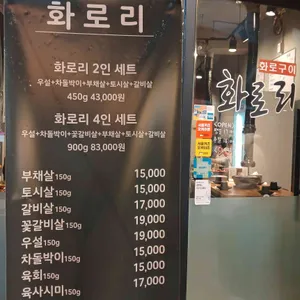 화로리
화로리 2인 세트
우설+차돌박이+부채살+토시살+갈비살
450g 43,000원
화로리 4인 세트
우설+차돌박이+꽃갈비살+부채살+토시살+갈비살
900g 83,000원
부채살150g 15,000
토시살150g 15,000
갈비살150g 17,000
꽃갈비살150g 19,000
우설150g 19,000
차돌박이150g 15,000
육회150g 15,000
육사시미150g 17,000
화로구이
화로리
OPEN